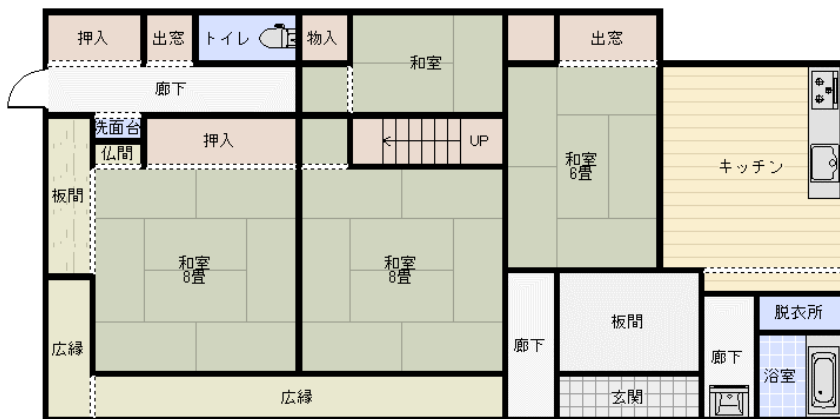 押入
出窓
トイレ
物入
和室
出窓
廊下
洗面台
押入
仏間
UP
和室
6畳
キッチン
板間
和室
8畳
和室
8畳
板間
脱衣所
広縁
廊下
廊下
浴室
広縁
玄関